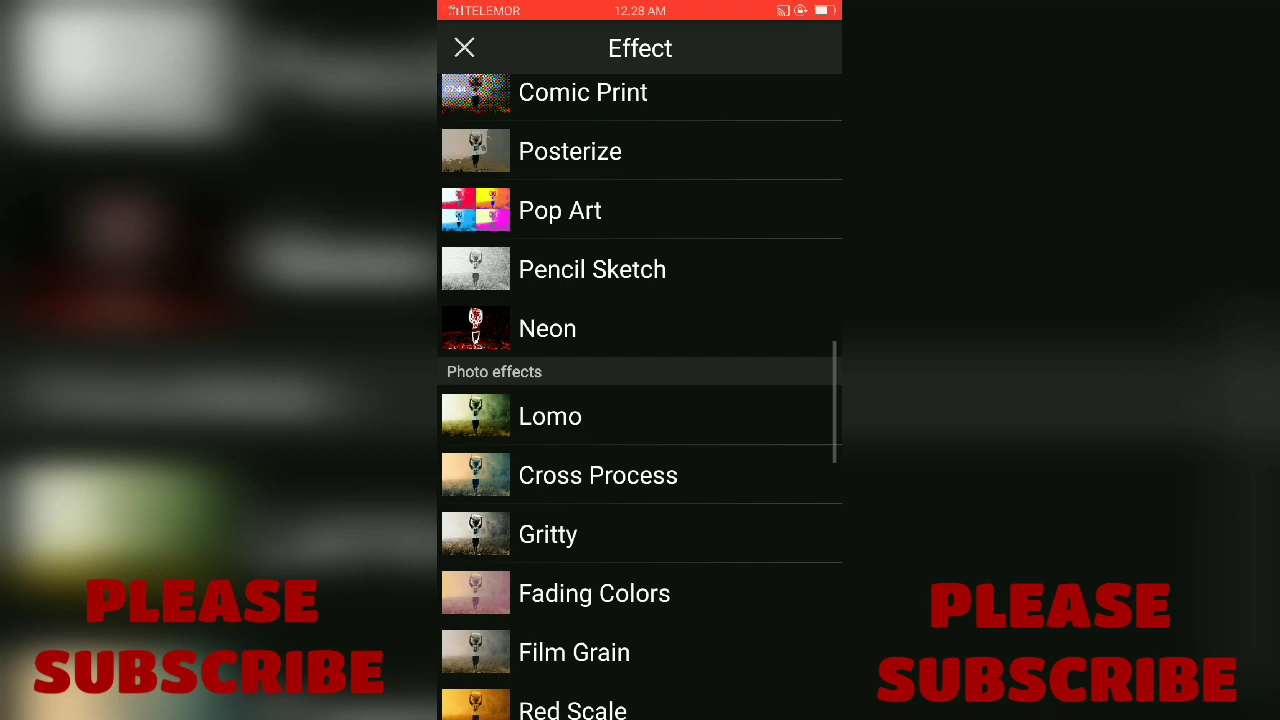 TELEMOR
12.28 AM
Effect
Comic Print
Posterize
Pop Art
Pencil Sketch
Neon
Photo effects
Lomo
Cross Process
Gritty
Fading Colors
Film Grain
Red Scale
PLEASE
SUBSCRIBE
PLEASE
SUBSCRIBE